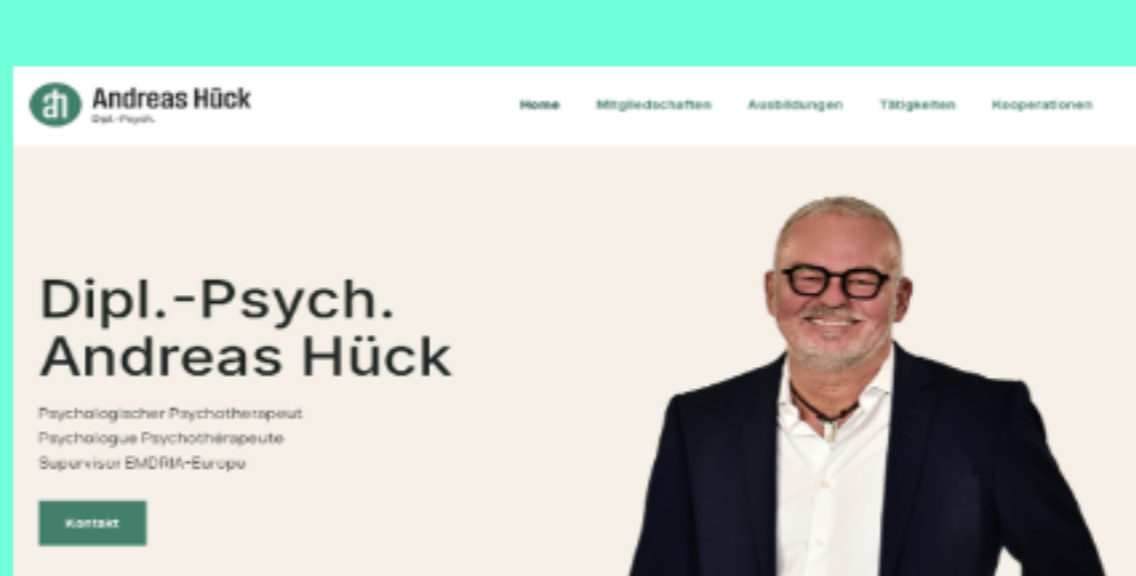 ah
Andreas Hück
Dipl.-Psych.
Home Mitgliedschaften Ausbildungen Tätigkeiten Kooperationen
Dipl.-Psych.
Andreas Hück
Psychologischer Psychotherapeut
Psychologue Psychothérapeute
Supervisor EMDRIA-Europe
Kontakt